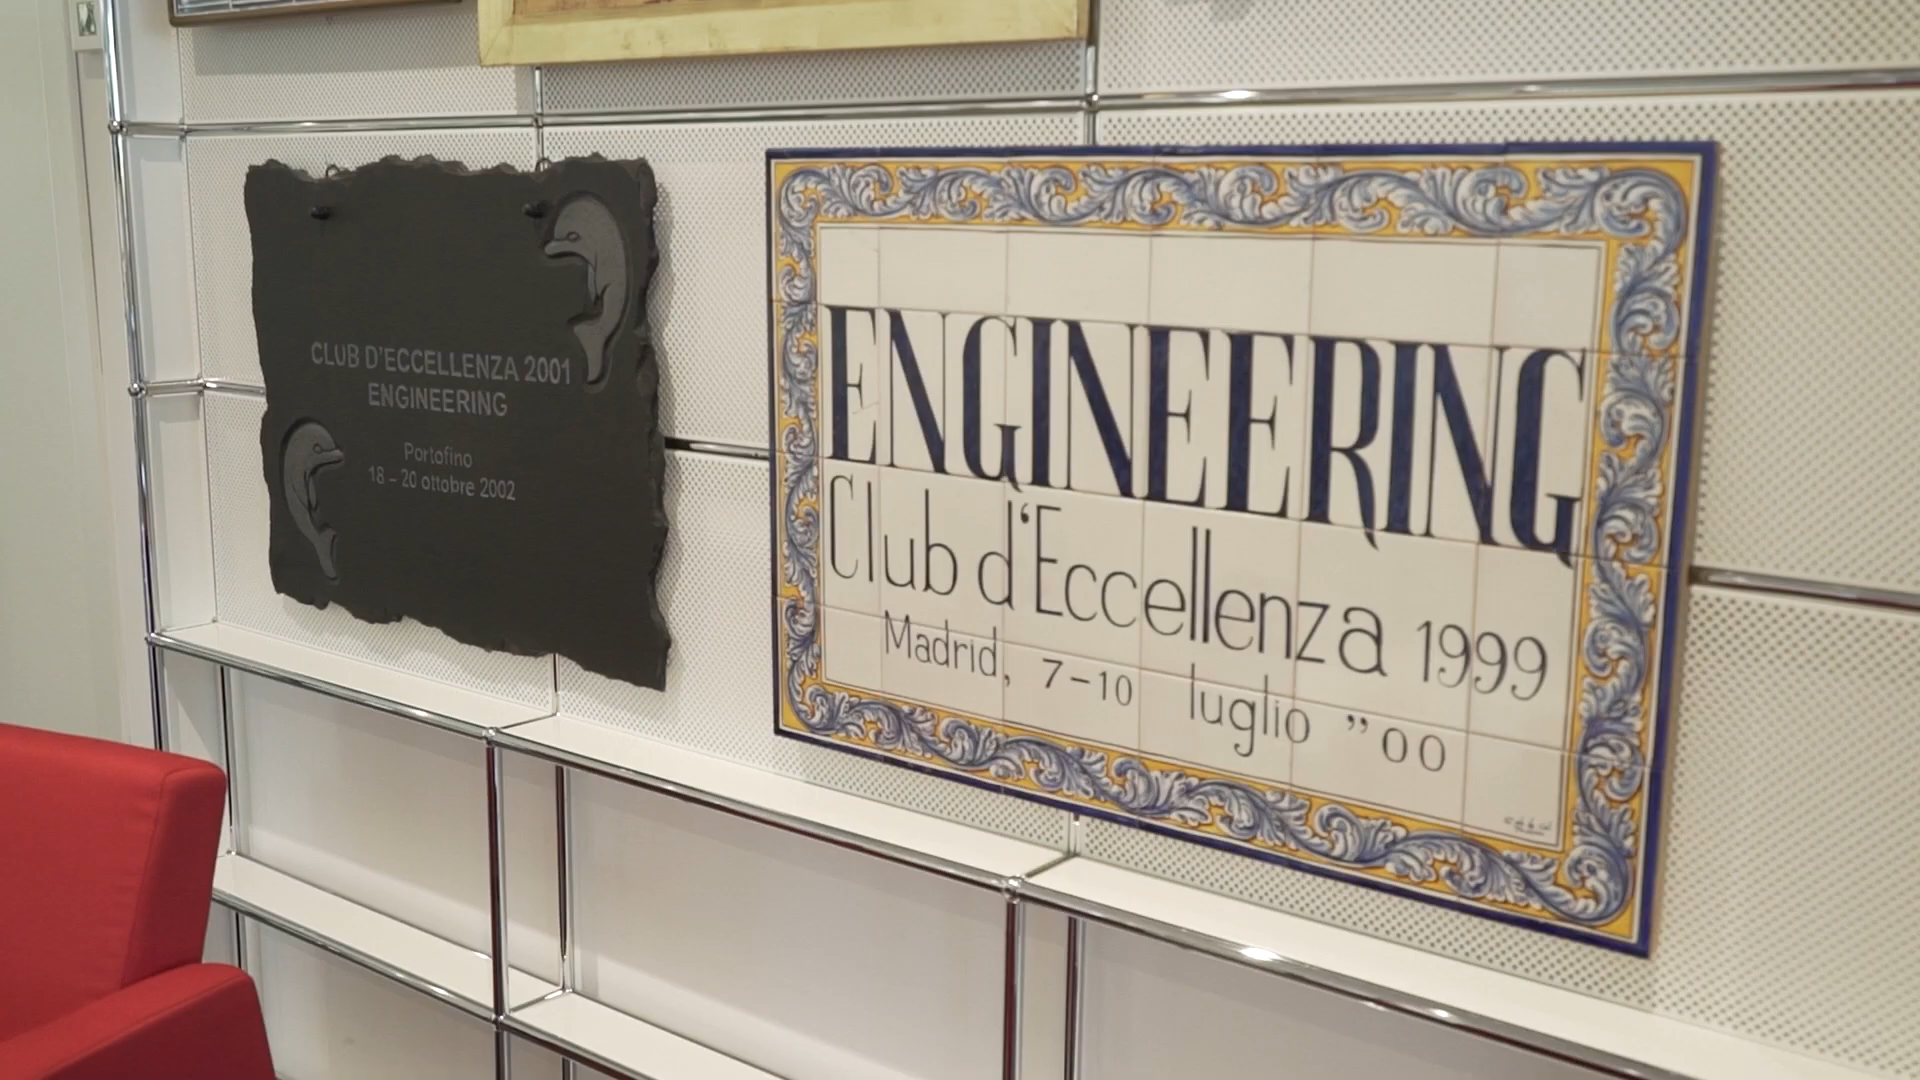 CLUB D'ECCELLENZA 2001
ENGINEERING
Portofino
18 – 20 ottobre 2002
ENGINEERING
Club d‘Eccellenza 1999
Madrid, 7-10 luglio ”00